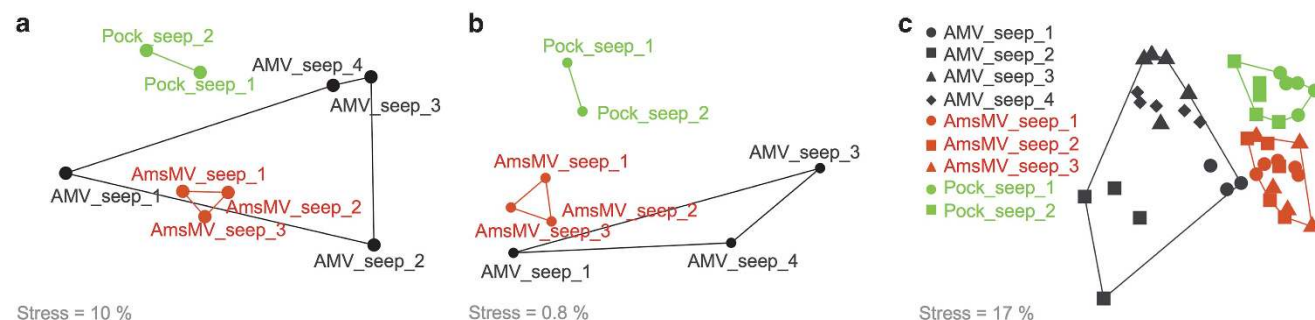 a
Pock_seep_2
Pock_seep_1
AMV_seep_4
AMV_seep_3
AMV_seep_1
AmsMV_seep_1
AmsMV_seep_2
AmsMV_seep_3
AMV_seep_2
Stress = 10 %
b
Pock_seep_1
Pock_seep_2
AmsMV_seep_1
AMV_seep_3
AmsMV_seep_2
AmsMV_seep_3
AMV_seep_1
AMV_seep_4
Stress = 0.8 %
c
AMV_seep_1
AMV_seep_2
AMV_seep_3
AMV_seep_4
AmsMV_seep_1
AmsMV_seep_2
AmsMV_seep_3
Pock_seep_1
Pock_seep_2
Stress = 17 %